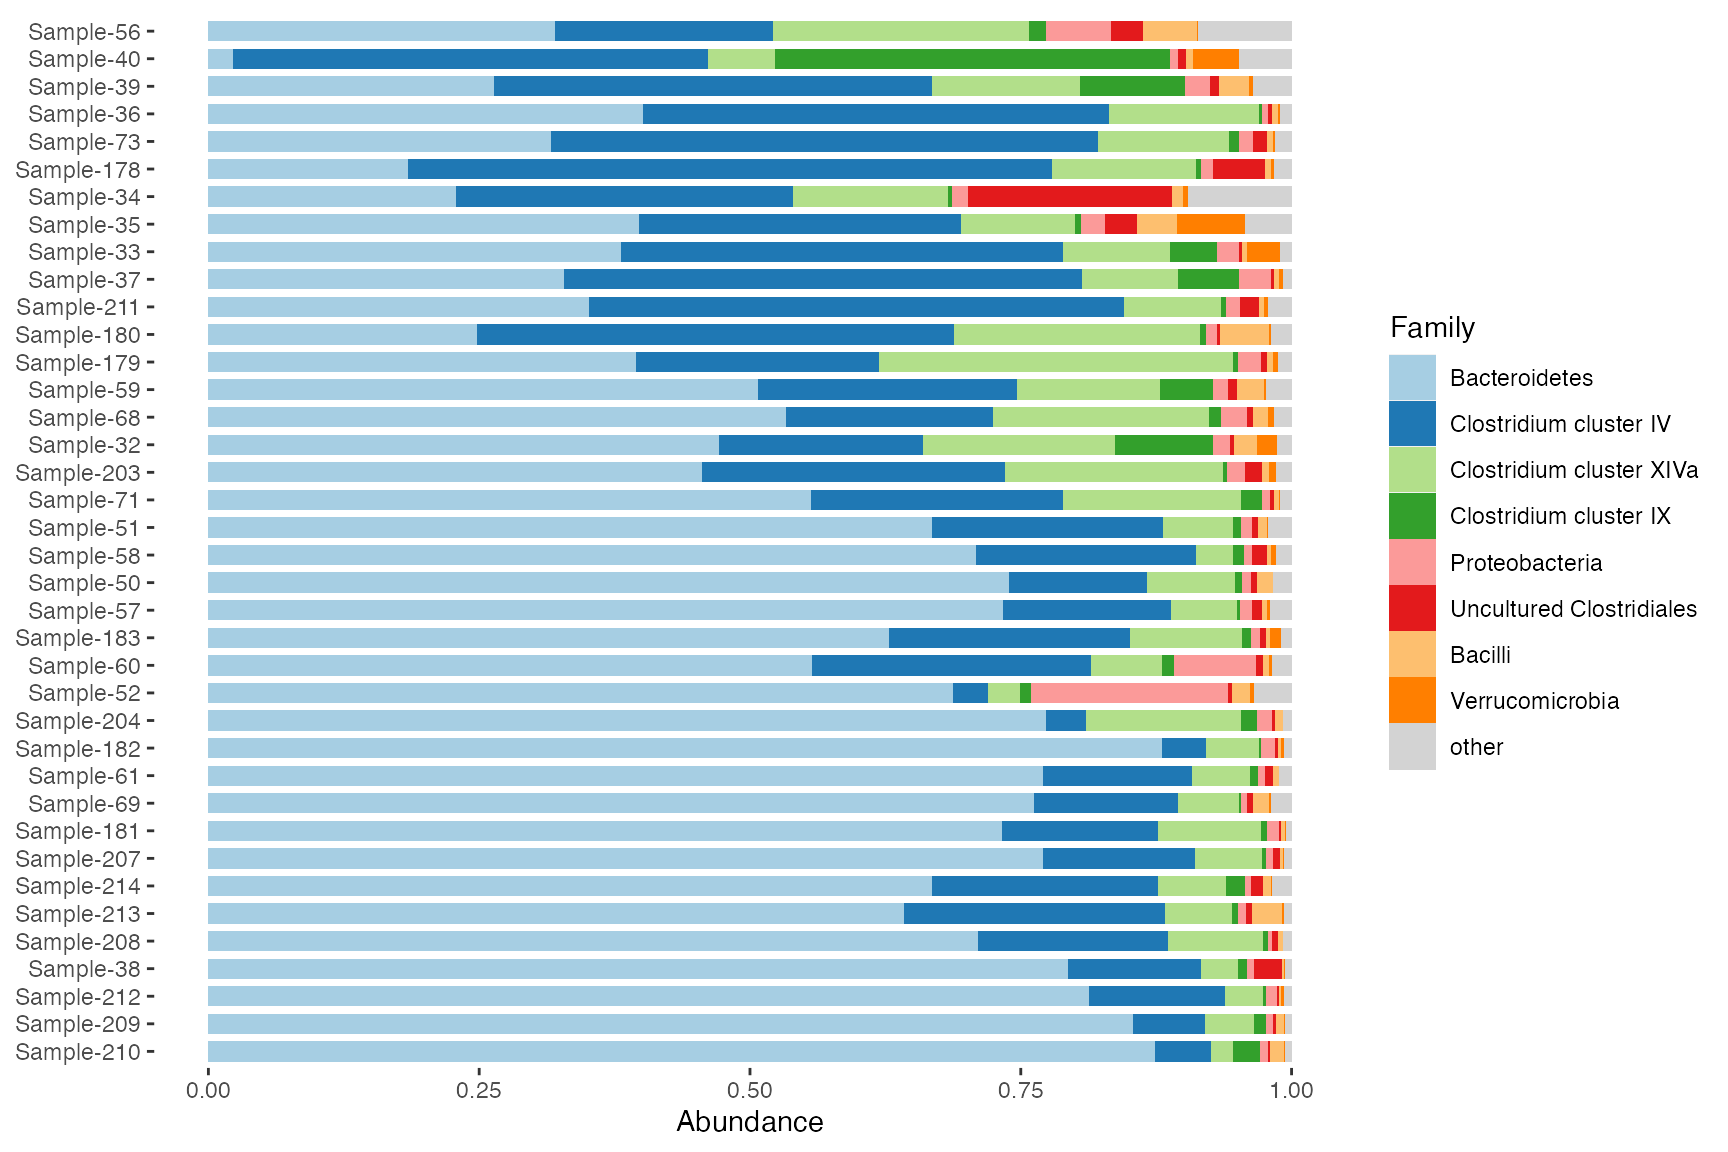 Sample-56
Sample-40
Sample-39
Sample-36
Sample-73
Sample-178
Sample-34
Sample-35
Sample-33
Sample-37
Sample-211
Sample-180
Sample-179
Sample-59
Sample-68
Sample-32
Sample-203
Sample-71
Sample-51
Sample-58
Sample-50
Sample-57
Sample-183
Sample-60
Sample-52
Sample-204
Sample-182
Sample-61
Sample-69
Sample-181
Sample-207
Sample-214
Sample-213
Sample-208
Sample-38
Sample-212
Sample-209
Sample-210
0.00 0.25 0.50 0.75 1.00
Abundance
Family
Bacteroidetes
Clostridium cluster IV
Clostridium cluster XIVa
Clostridium cluster IX
Proteobacteria
Uncultured Clostridiales
Bacilli
Verrucomicrobia
other